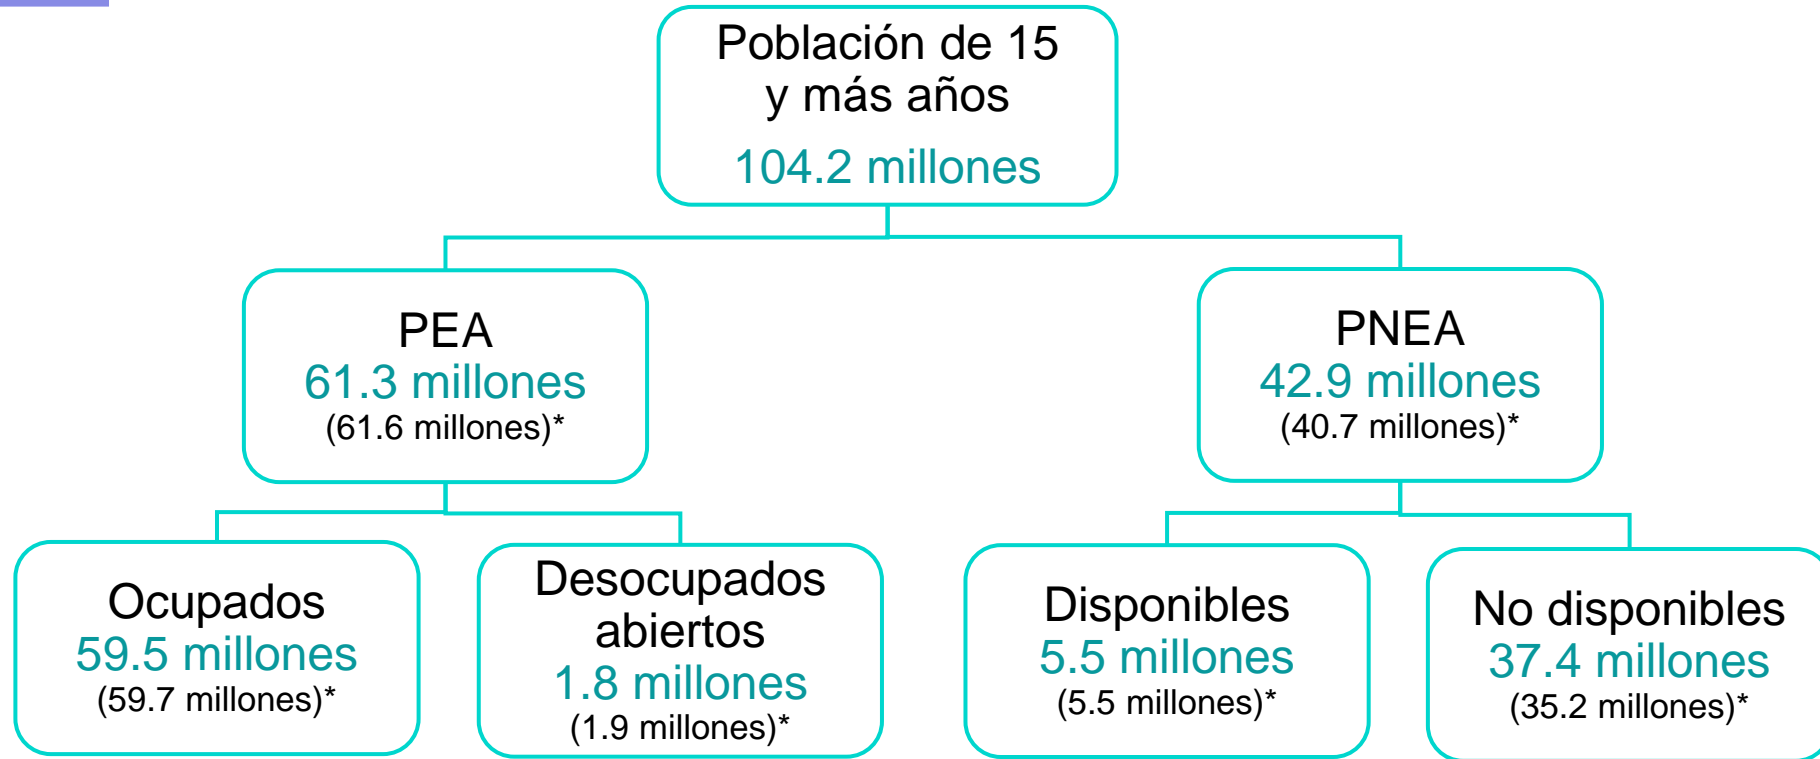 Población de 15
y más años
104.2 millones
PEA
61.3 millones
(61.6 millones)*
PNEA
42.9 millones
(40.7 millones)*
Ocupados
59.5 millones
(59.7 millones)*
Desocupados
abiertos
1.8 millones
(1.9 millones)*
Disponibles
5.5 millones
(5.5 millones)*
No disponibles
37.4 millones
(35.2 millones)*